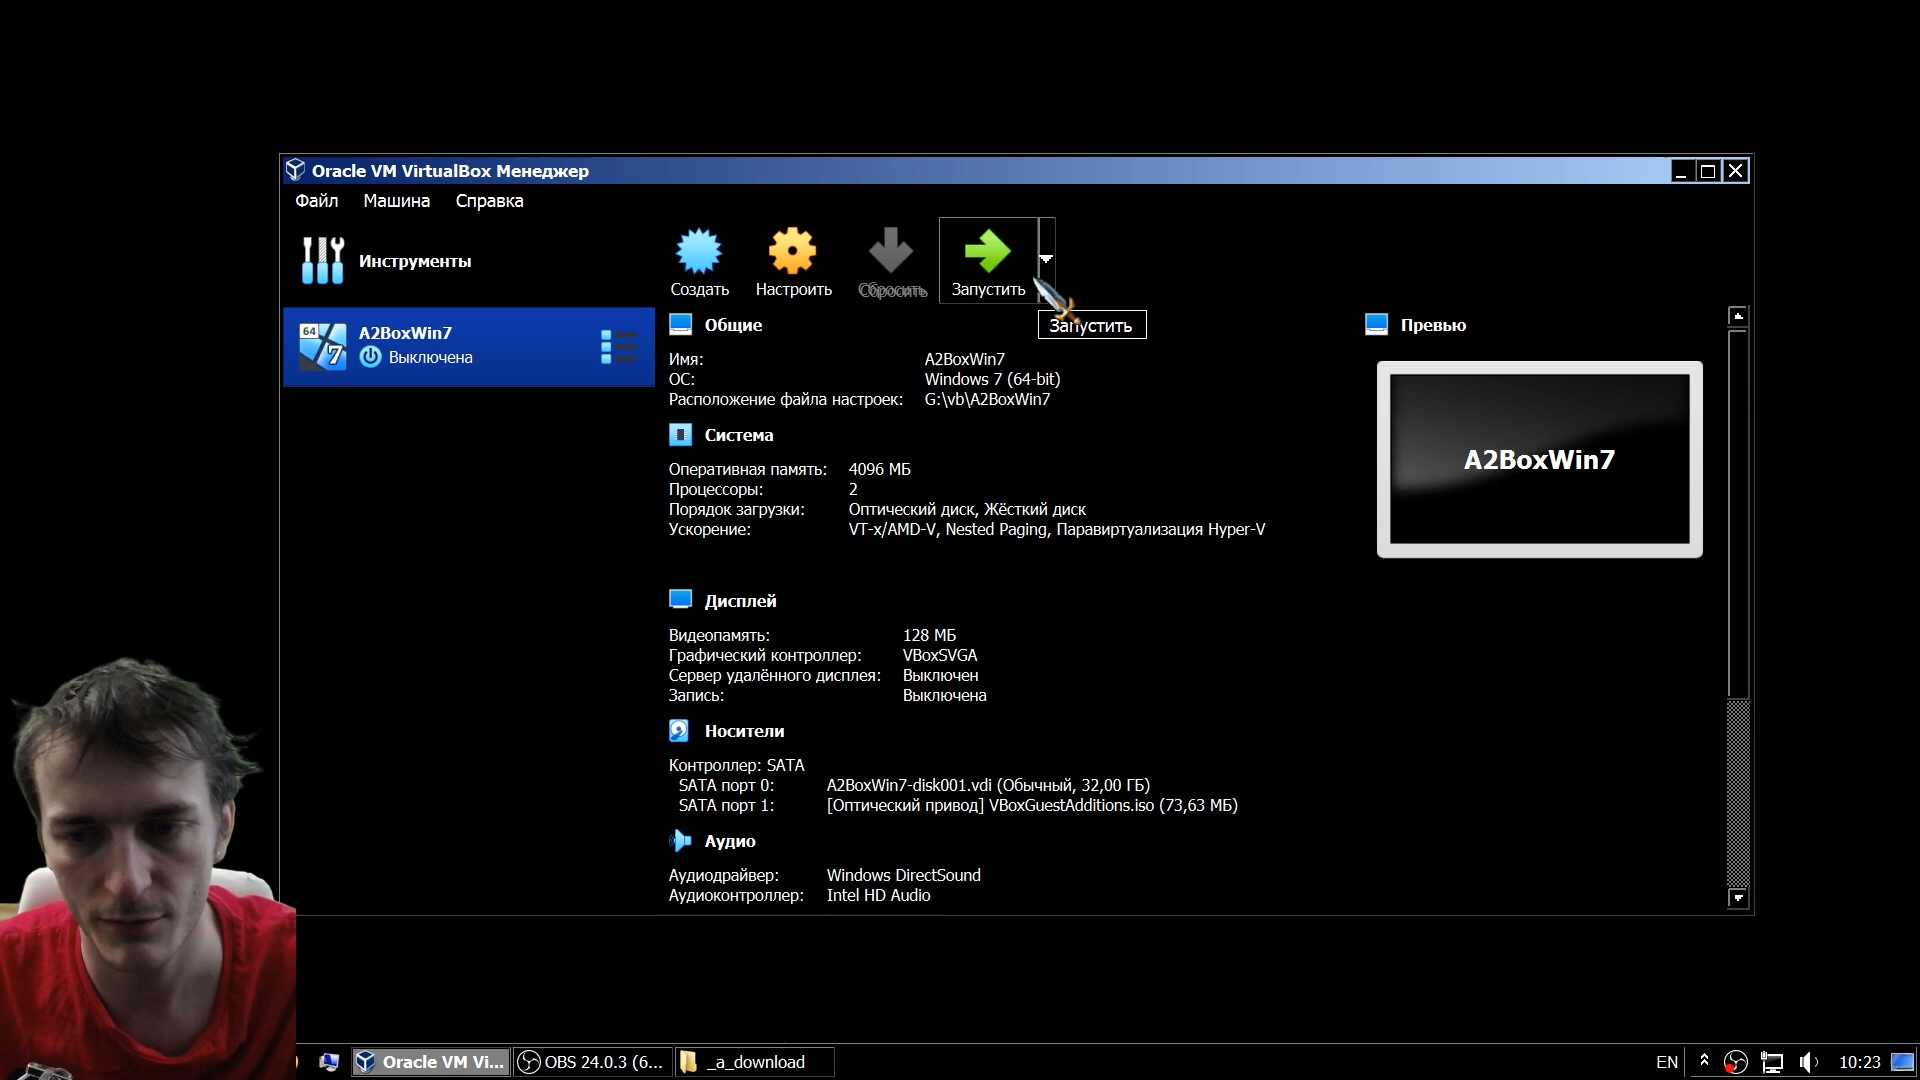 Oracle VM VirtualBox Менеджер
Файл Машина Справка
Инструменты
Создать Настроить Сбросить Запустить
64
7
A2BoxWin7
Выключена
Запустить
Общие
Имя: A2BoxWin7
ОС: Windows 7 (64-bit)
Расположение файла настроек: G:\vb\A2BoxWin7
Система
Оперативная память: 4096 МБ
Процессоры: 2
Порядок загрузки: Оптический диск, Жёсткий диск
Ускорение: VT-x/AMD-V, Nested Paging, Паравиртуализация Hyper-V
Дисплей
Видеопамять: 128 МБ
Графический контроллер: VBoxSVGA
Сервер удалённого дисплея: Выключен
Запись: Выключена
Носители
Контроллер: SATA
SATA порт 0: A2BoxWin7-disk001.vdi (Обычный, 32,00 ГБ)
SATA порт 1: [Оптический привод] VBoxGuestAdditions.iso (73,63 МБ)
Аудио
Аудиодрайвер: Windows DirectSound
Аудиоконтроллер: Intel HD Audio
Превью
A2BoxWin7
Oracle VM Vi... OBS 24.0.3 (6... _a_download EN 10:23